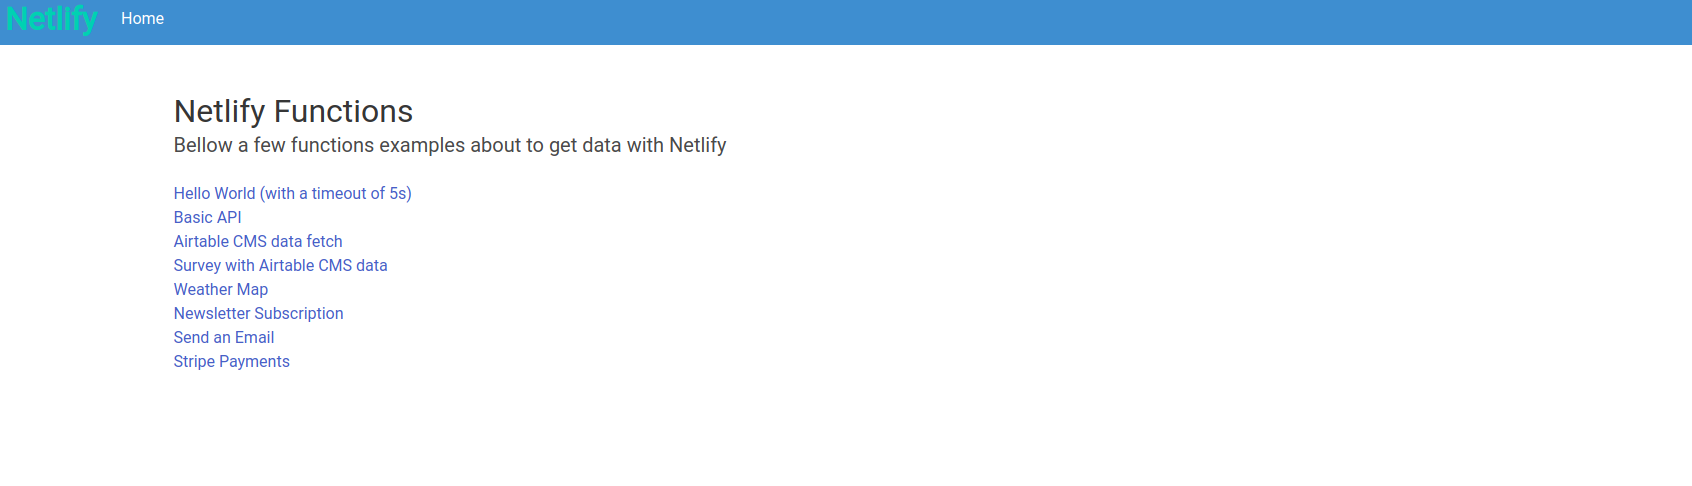 Netlify Home
Netlify Functions
Bellow a few functions examples about to get data with Netlify
Hello World (with a timeout of 5s)
Basic API
Airtable CMS data fetch
Survey with Airtable CMS data
Weather Map
Newsletter Subscription
Send an Email
Stripe Payments